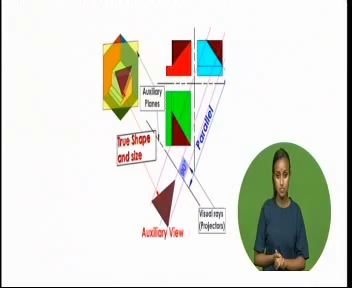 Auxiliary
Planes
True Shape
and size
Parallel
Visual rays
(Projectors)
Auxiliary View